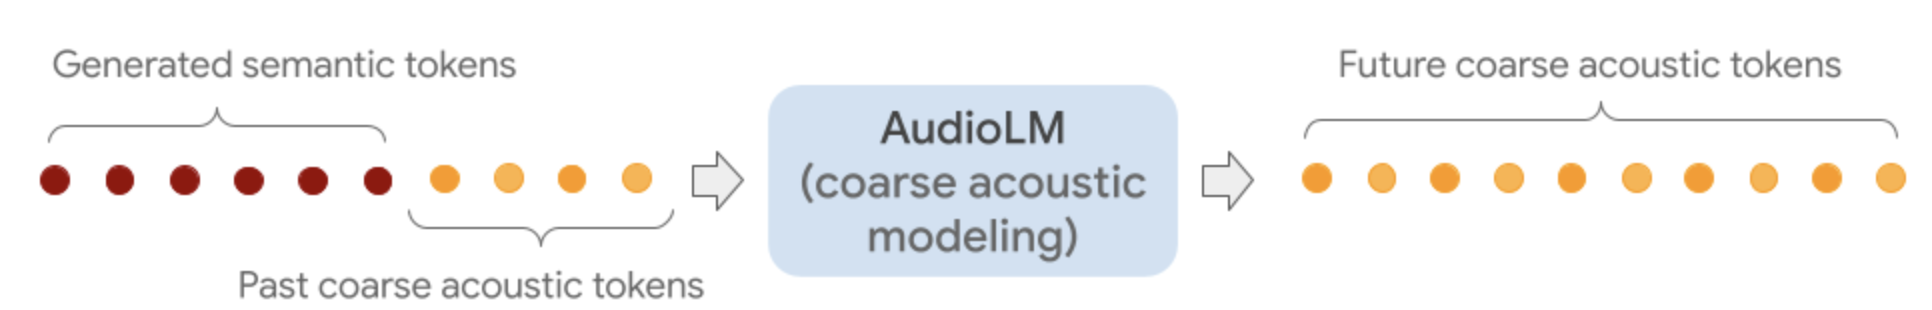 Generated semantic tokens
Past coarse acoustic tokens
AudioLM
(coarse acoustic
modeling)
Future coarse acoustic tokens